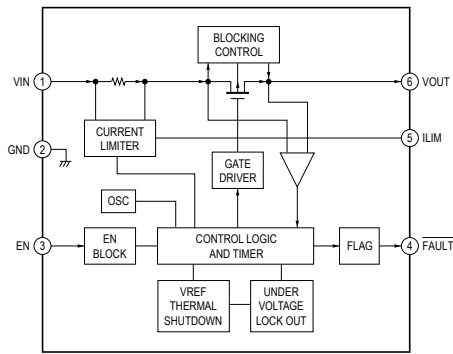 BLOCKING
CONTROL
VIN 1
6 VOUT
CURRENT
LIMITER
5 ILIM
GND 2
GATE
DRIVER
OSC
EN 3
EN
BLOCK
CONTROL LOGIC
AND TIMER
FLAG
4 FAULT
VREF
THERMAL
SHUTDOWN
UNDER
VOLTAGE
LOCK OUT